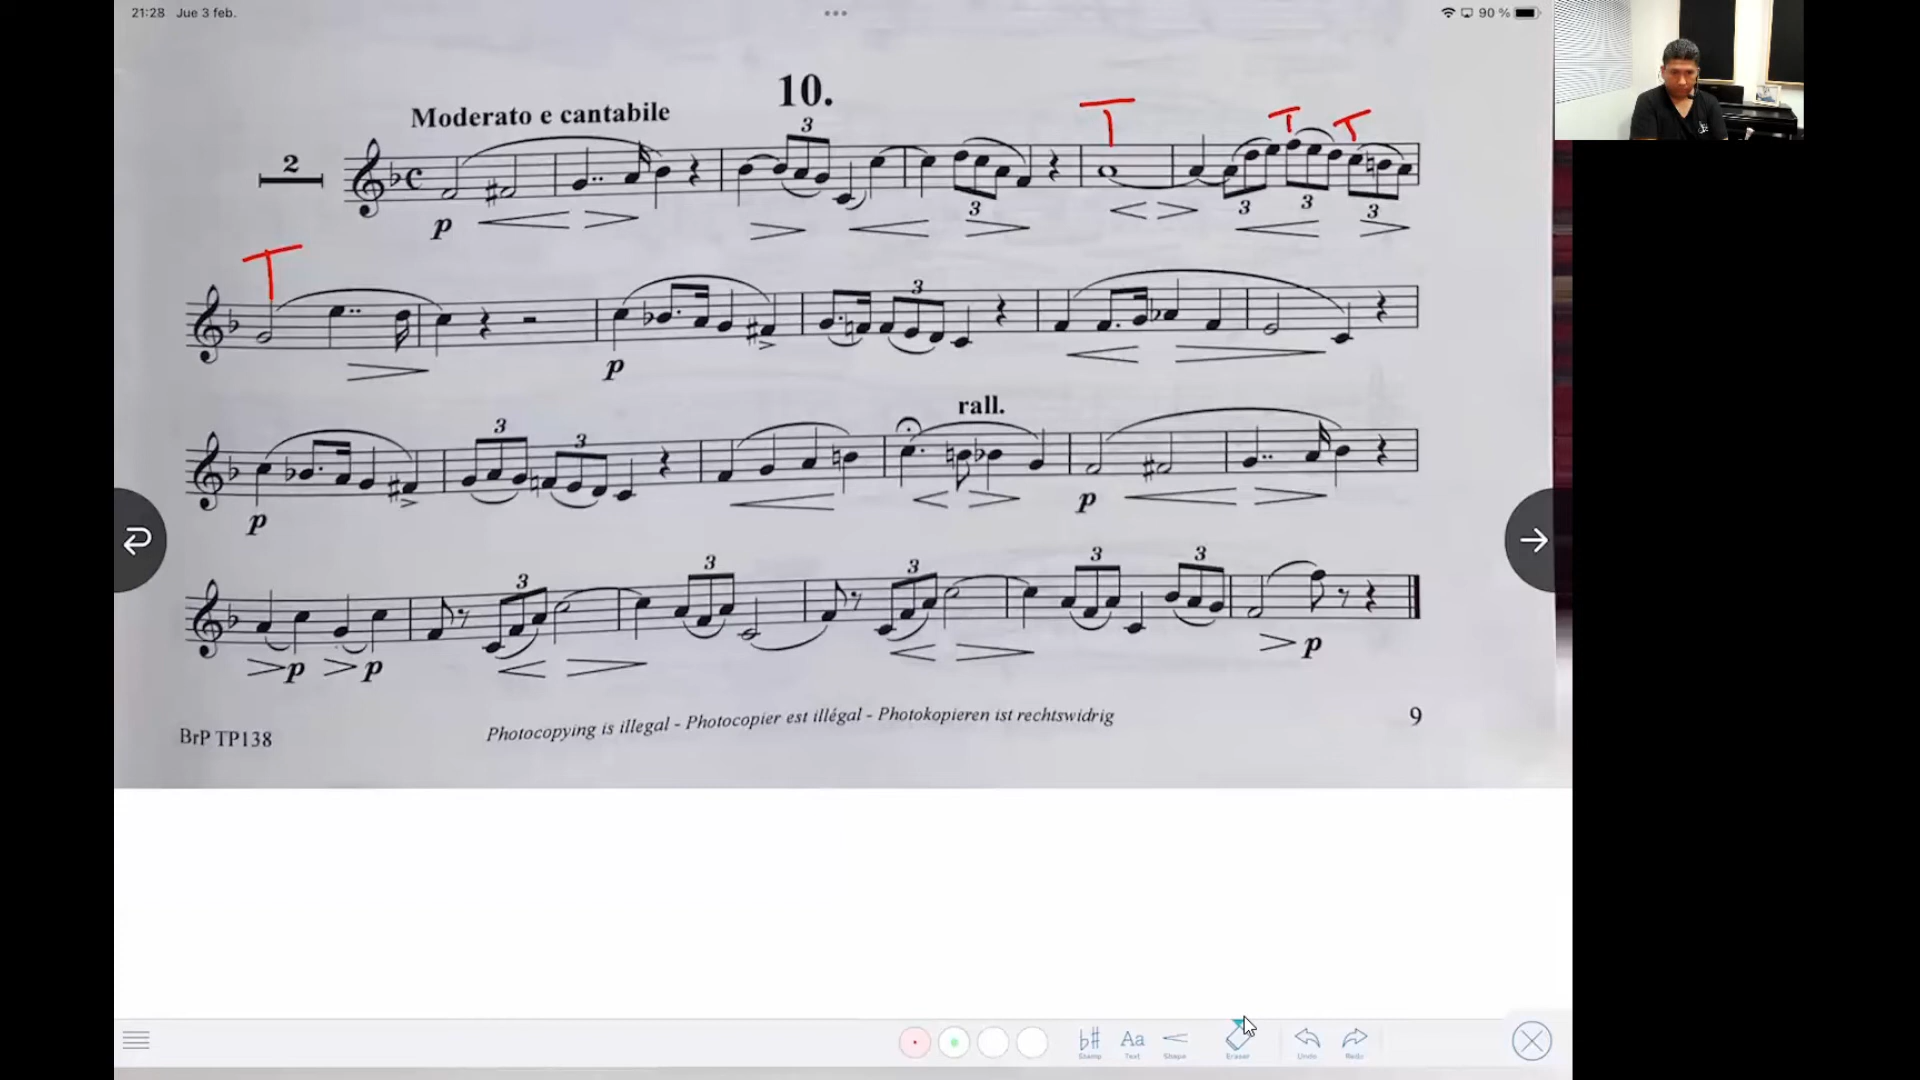 21:28 Jue 3 feb.
90 %
10.
Moderato e cantabile
2
3
T
T
T
p
3
3
3
3
T
3
p
rall.
3
3
p
p
3
3
3
3
3
p
p
p
BrP TP138
Photocopying is illegal - Photocopier est illégal - Photokopieren ist rechtswidrig
9
Stamp
Aa
Text
Shape
Eraser
Undo
Redo